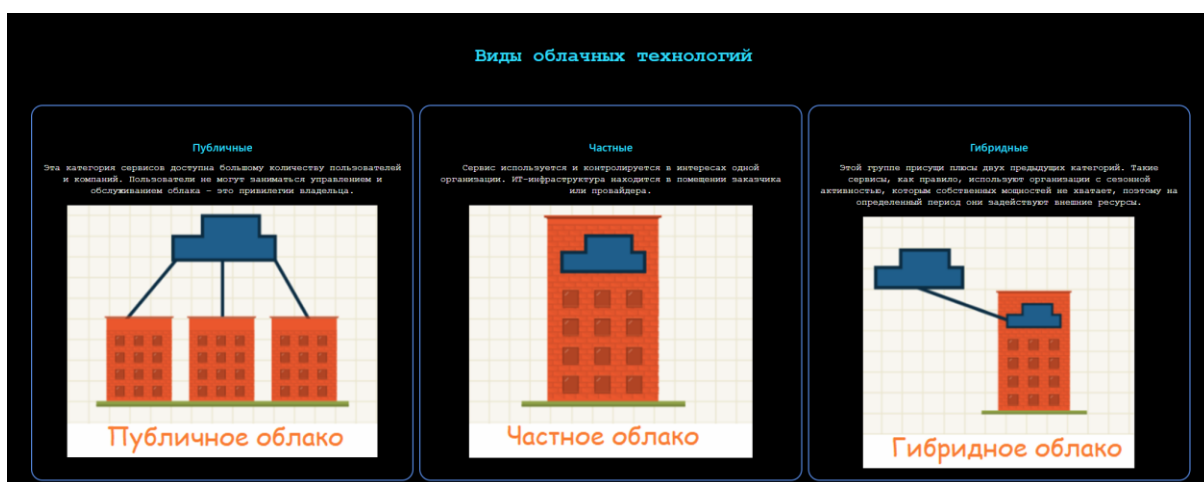 Виды облачных технологий
Публичные
Эта категория сервисов доступна большому количеству пользователей
и компаний. Пользователи не могут заниматься управлением и
обслуживанием облака – это привилегии владельца.
Публичное облако
Частные
Сервис используется и контролируется в интересах одной
организации. ИТ-инфраструктура находится в помещении заказчика
или провайдера.
Частное облако
Гибридные
Этой группе присущи плюсы двух предыдущих категорий. Такие
сервисы, как правило, используют организации с сезонной
активностью, которым собственных мощностей не хватает, поэтому на
определенный период они задействуют внешние ресурсы.
Гибридное облако